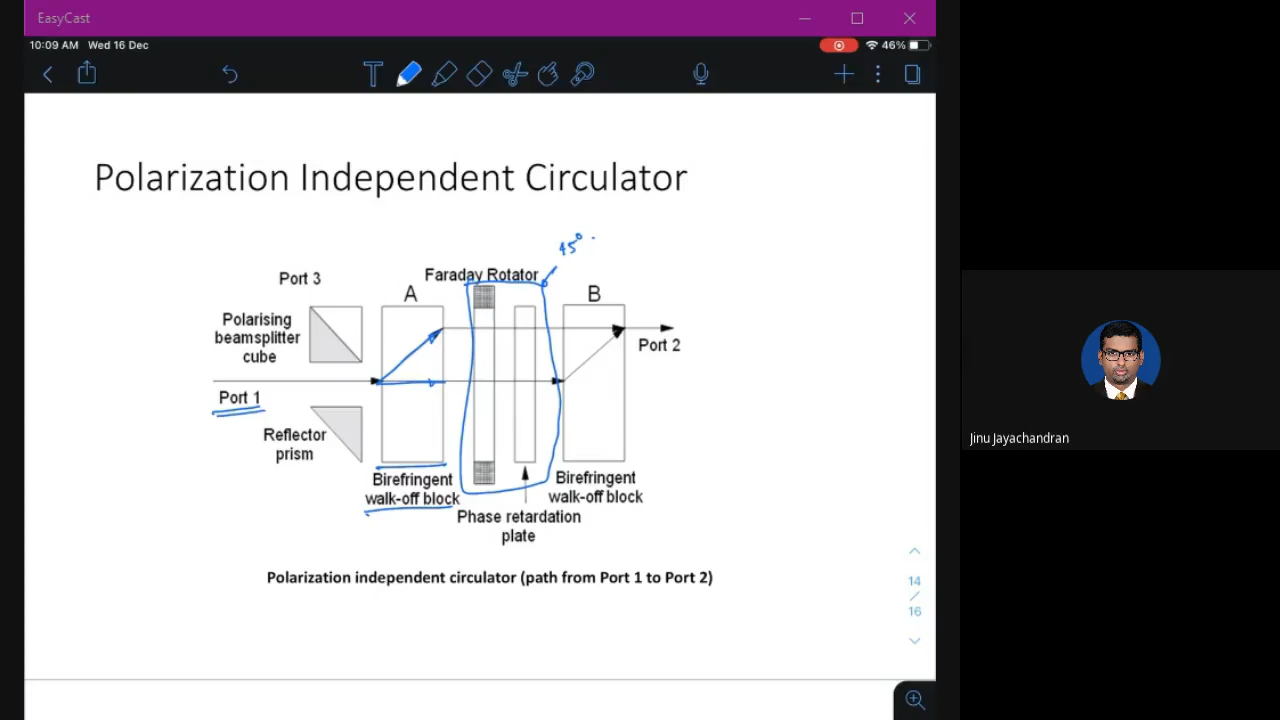 EasyCast
10:09 AM Wed 16 Dec
46%
T
Polarization Independent Circulator
45°
Port 3
Faraday Rotator
A
B
Polarising
beamsplitter
cube
Port 2
Port 1
Reflector
prism
Birefringent
walk-off block
Birefringent
walk-off block
Phase retardation
plate
Polarization independent circulator (path from Port 1 to Port 2)
14
/
16
Jinu Jayachandran